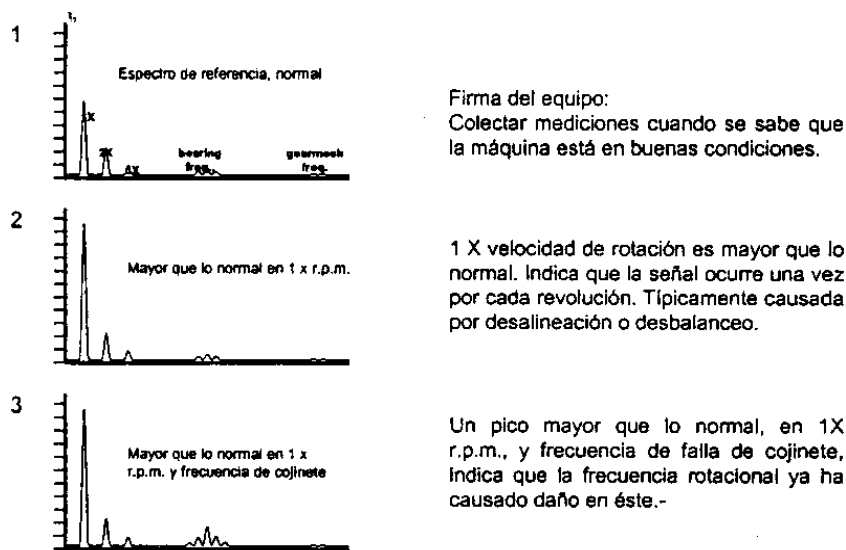 1
Espectro de referencia, normal
X
2X
bearing
freq.
gearmesh
freq.
Firma del equipo:
Colectar mediciones cuando se sabe que
la máquina está en buenas condiciones.
2
Mayor que lo normal en 1 x r.p.m.
1 X velocidad de rotación es mayor que lo
normal. Indica que la señal ocurre una vez
por cada revolución. Típicamente causada
por desalineación o desbalanceo.
3
Mayor que lo normal en 1 x
r.p.m. y frecuencia de cojinete
Un pico mayor que lo normal, en 1X
r.p.m., y frecuencia de falla de cojinete,
Indica que la frecuencia rotacional ya ha
causado daño en éste.-